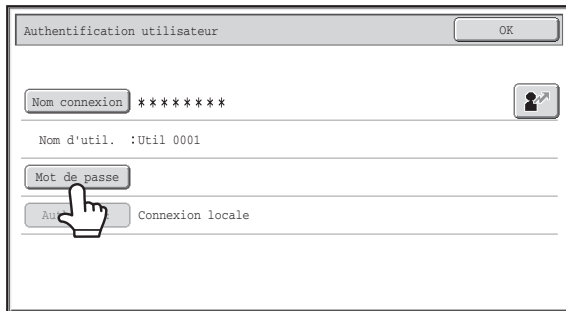 Authentification utilisateur OK
Nom connexion ********
Nom d'util. :Util 0001
Mot de passe
Connexion locale